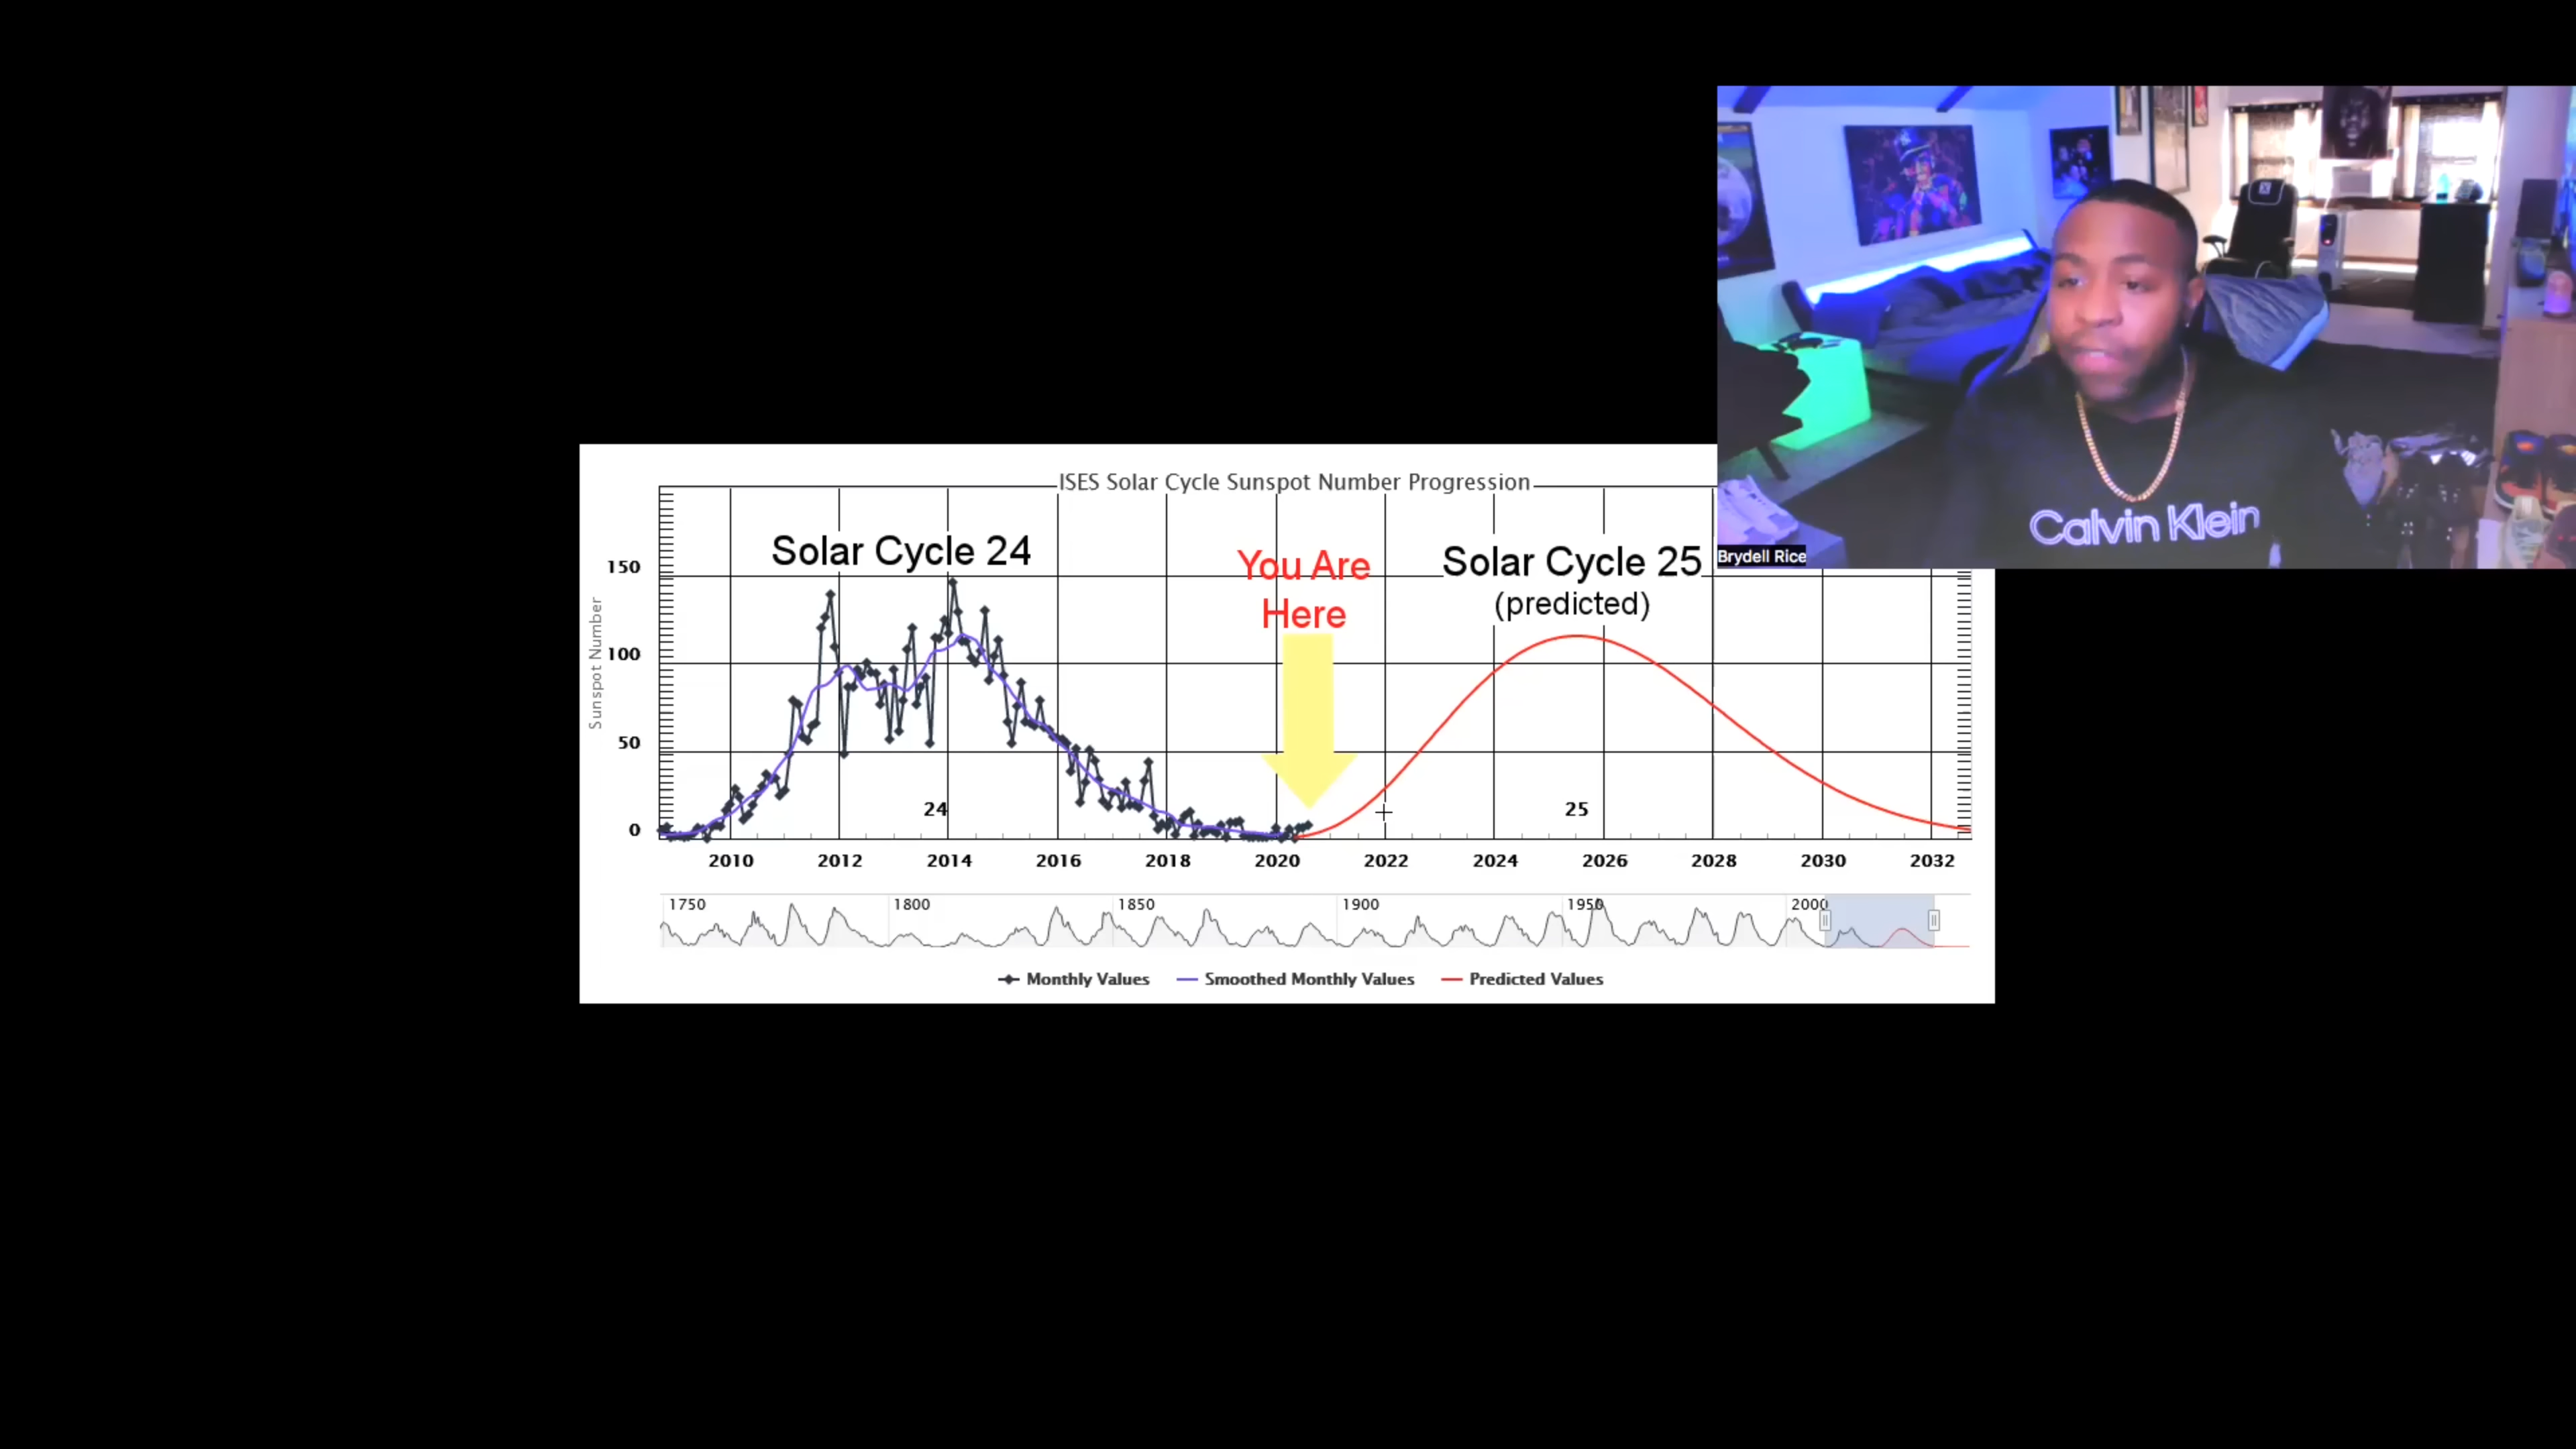 ISES Solar Cycle Sunspot Number Progression
Solar Cycle 24
You Are
Here
Solar Cycle 25
(predicted)
Calvin Klein
Brydell Rice
Sunspot Number
150
100
50
0
24
25
2010 2012 2014 2016 2018 2020 2022 2024 2026 2028 2030 2032
1750 1800 1850 1900 1950 2000
Monthly Values Smoothed Monthly Values Predicted Values